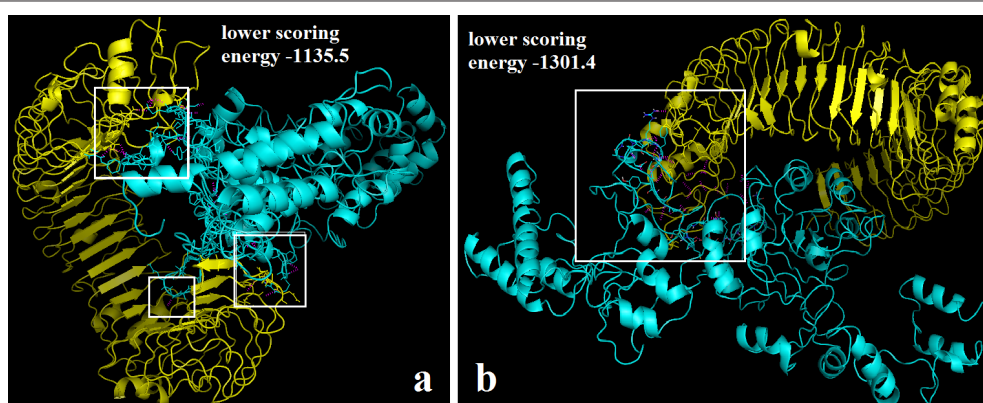 lower scoring
energy -1135.5
a
lower scoring
energy -1301.4
b